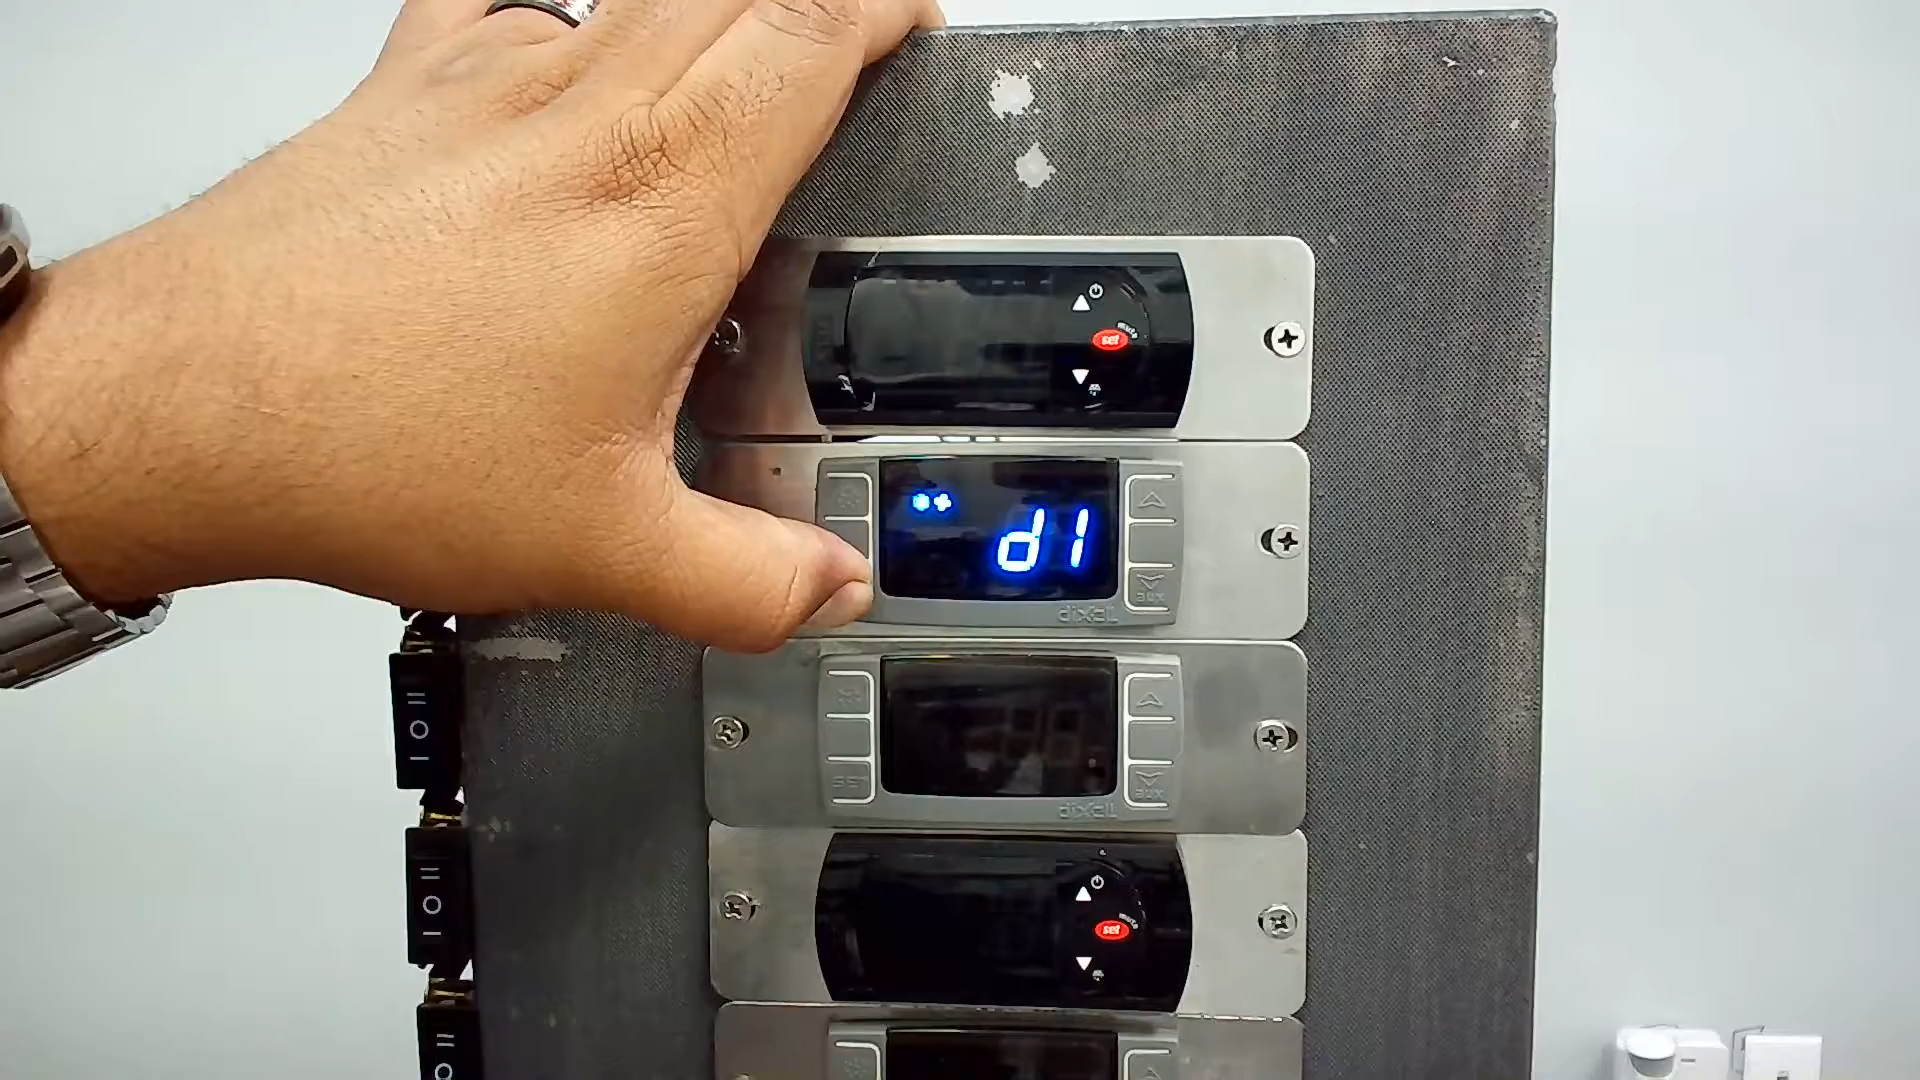 mute
set
d1
aux
dixell
SET
aux
dixell
mute
set